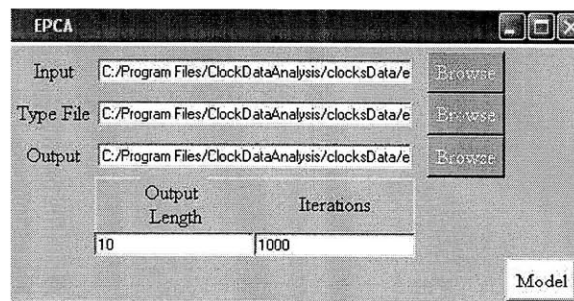 EPCA
Input C:/Program Files/ClockDataAnalysis/clocksData/e Browse
Type File C:/Program Files/ClockDataAnalysis/clocksData/e Browse
Output C:/Program Files/ClockDataAnalysis/clocksData/e Browse
Output Length Iterations
10 1000
Model